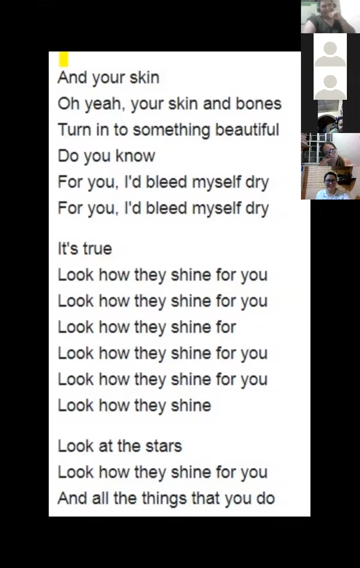 And your skin
Oh yeah, your skin and bones
Turn in to something beautiful
Do you know
For you, I'd bleed myself dry
For you, I'd bleed myself dry
It's true
Look how they shine for you
Look how they shine for you
Look how they shine for
Look how they shine for you
Look how they shine for you
Look how they shine
Look at the stars
Look how they shine for you
And all the things that you do